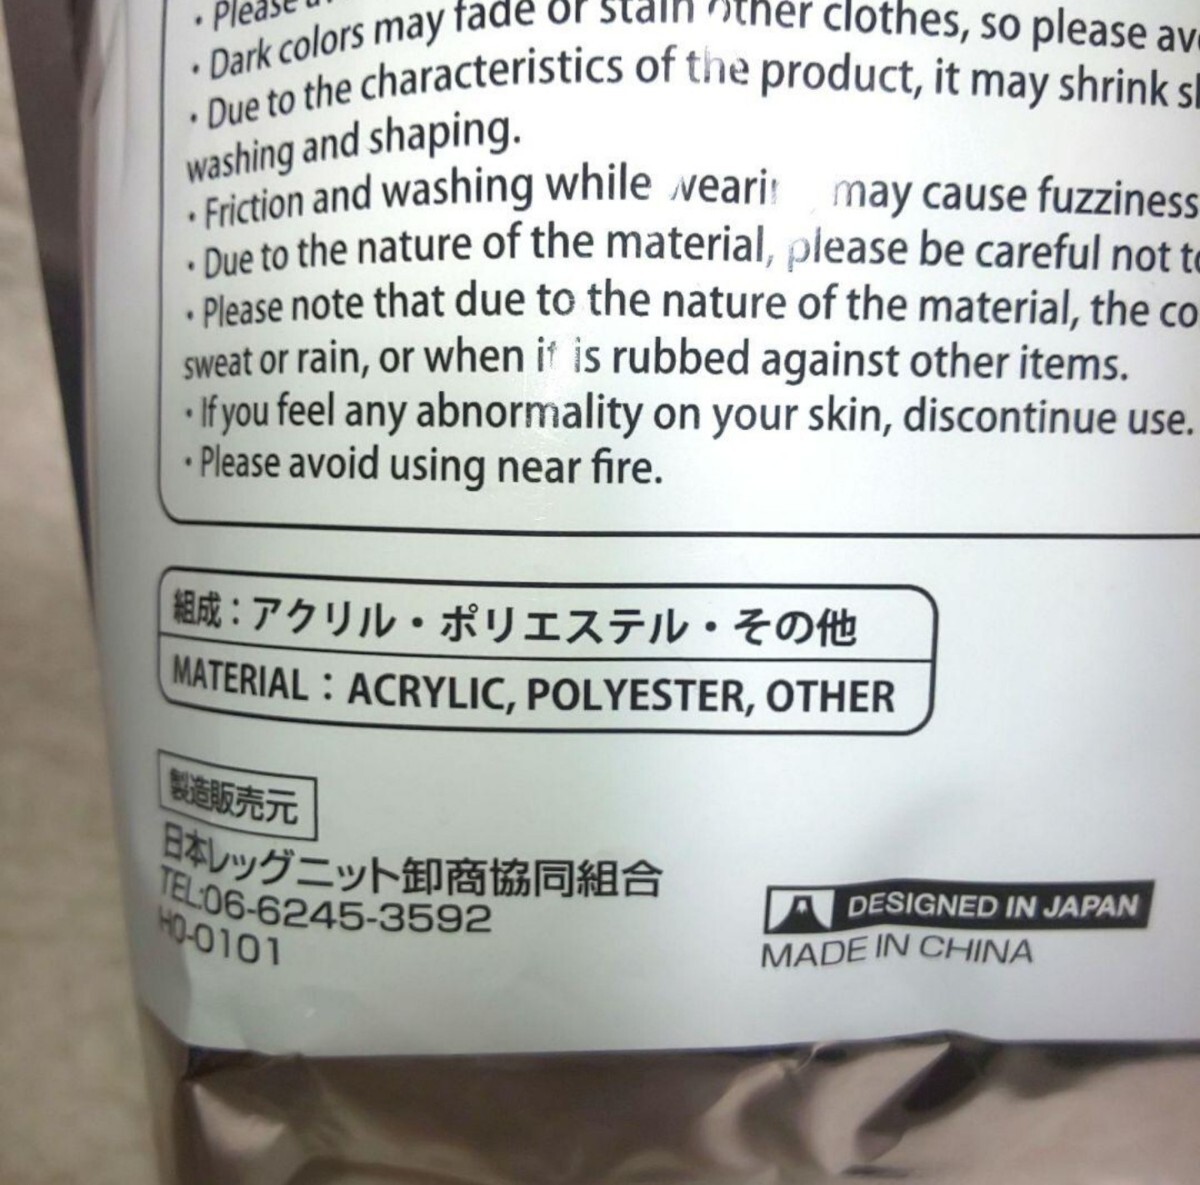 · Please
· Dark colors may fade or stain other clothes, so please
· Due to the characteristics of the product, it may shrink
washing and shaping.
· Friction and washing while may cause fuzziness
· Due to the nature of the material, please be careful not
· Please note that due to the nature of the material, the
sweat or rain, or when it is rubbed against other items.
· If you feel any abnormality on your skin, discontinue use.
· Please avoid using near fire.
組成：アクリル・ポリエステル・その他
MATERIAL：ACRYLIC, POLYESTER, OTHER
製造販売元
日本レッグニット卸商協同組合
TEL:06-6245-3592
HO-0101
DESIGNED IN JAPAN
MADE IN CHINA